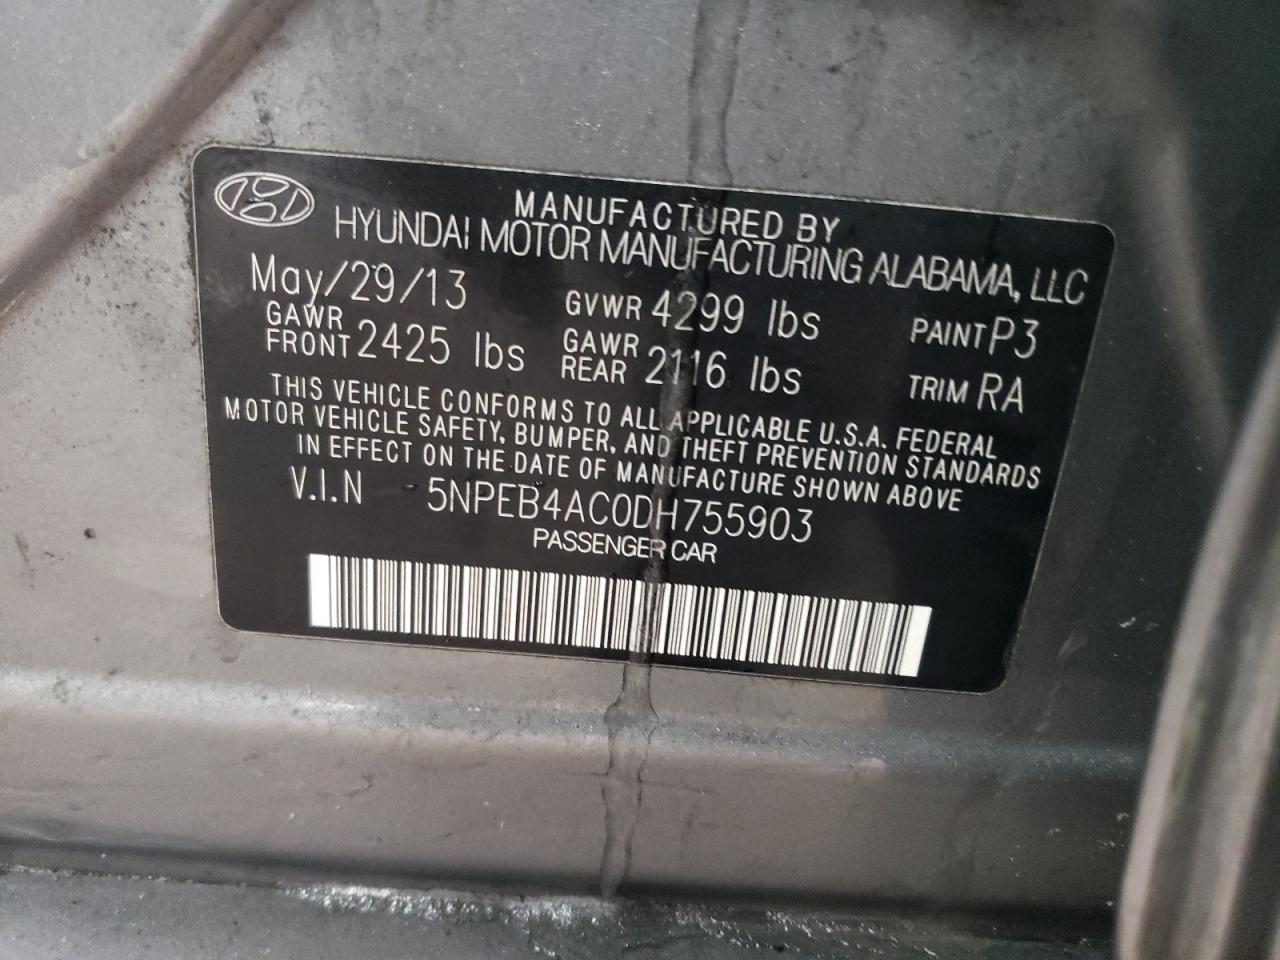 MANUFACTURED BY
HYUNDAI MOTOR MANUFACTURING ALABAMA, LLC
May/29/13 GVWR 4299 lbs PAINT P3
GAWR FRONT 2425 lbs GAWR REAR 2116 lbs TRIM RA
THIS VEHICLE CONFORMS TO ALL APPLICABLE U.S.A. FEDERAL
MOTOR VEHICLE SAFETY, BUMPER, AND THEFT PREVENTION STANDARDS
IN EFFECT ON THE DATE OF MANUFACTURE SHOWN ABOVE
V.I.N 5NPEB4AC0DH755903
PASSENGER CAR